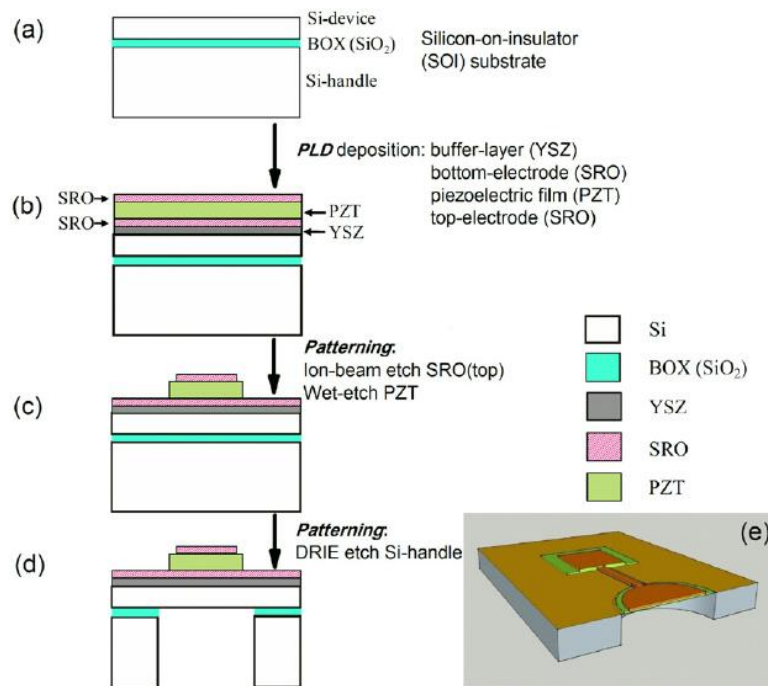 (a)
Si-device
BOX (SiO₂)
Si-handle
Silicon-on-insulator
(SOI) substrate
PLD deposition: buffer-layer (YSZ)
bottom-electrode (SRO)
piezoelectric film (PZT)
top-electrode (SRO)
(b)
SRO
SRO
PZT
YSZ
Patterning:
Ion-beam etch SRO(top)
Wet-etch PZT
(c)
Patterning:
DRIE etch Si-handle
(d)
Si
BOX (SiO₂)
YSZ
SRO
PZT
(e)